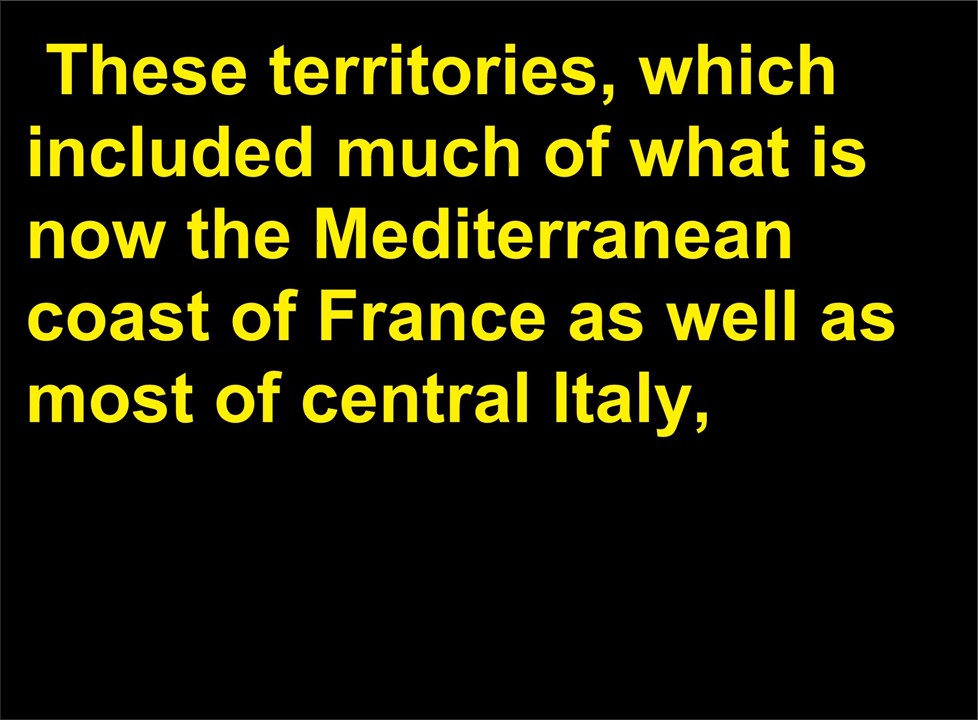 These territories, which
included much of what is
now the Mediterranean
coast of France as well as
most of central Italy,